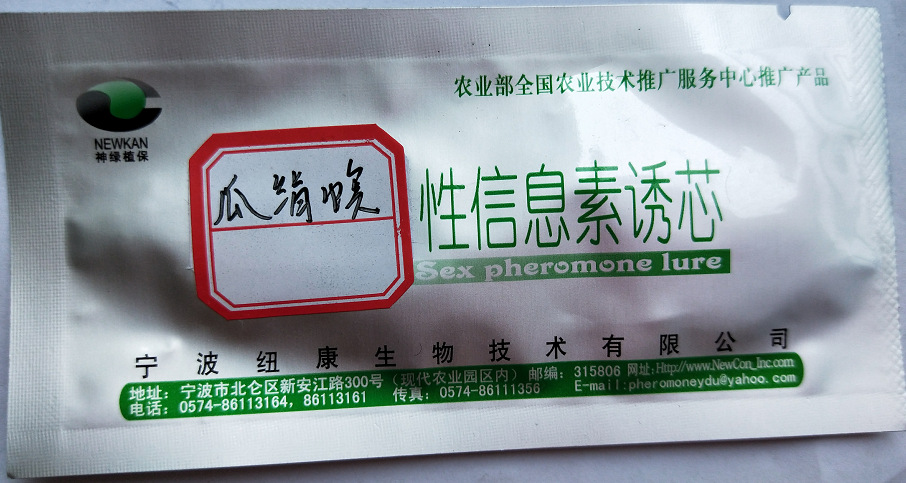 农业部全国农业技术推广服务中心推广产品
NEWKAN
神绿植保
瓜绢螟
性信息素诱芯
Sex pheromone lure
宁波纽康生物技术有限公司
地址：宁波市北仑区新安江路300号（现代农业园区内）邮编：315806 网址:Http://www.NewCon_Inc.com
电话：0574-86113164，86113161 传真：0574-86111356 E-mail:pheromoneydu@yahoo.com